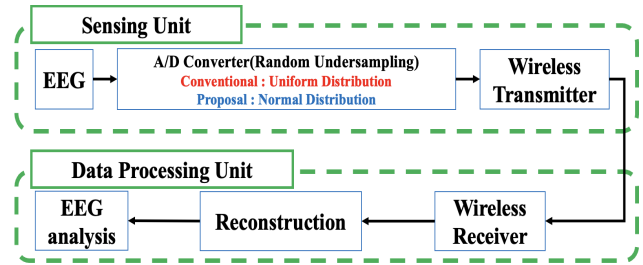 Sensing Unit
EEG
A/D Converter(Random Undersampling)
Conventional : Uniform Distribution
Proposal : Normal Distribution
Wireless
Transmitter
Data Processing Unit
EEG
analysis
Reconstruction
Wireless
Receiver